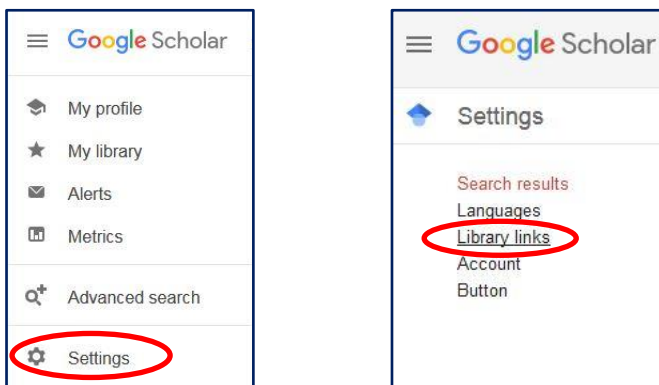 Google Scholar
My profile
My library
Alerts
Metrics
Advanced search
Settings
Google Scholar
Settings
Search results
Languages
Library links
Account
Button